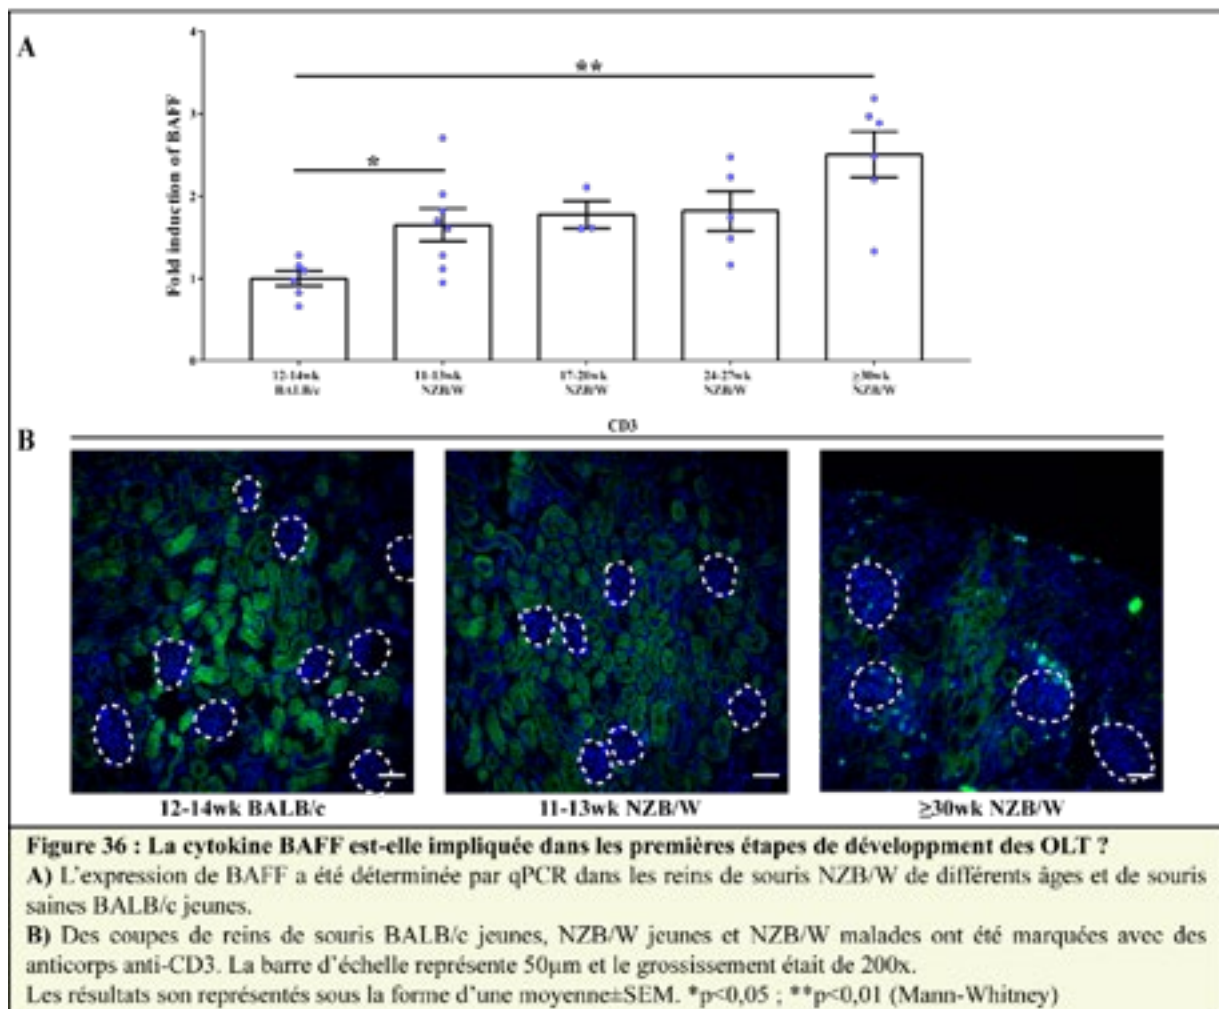 A
4
**
3
*
2
1
0
Fold induction of BAFF
12-14wk
BALB/c
11-13wk
NZB/W
17-20wk
NZB/W
24-27wk
NZB/W
≥30wk
NZB/W
B
CD3
12-14wk BALB/c
11-13wk NZB/W
≥30wk NZB/W
Figure 36 : La cytokine BAFF est-elle impliquée dans les premières étapes de développment des OLT ?
A) L'expression de BAFF a été déterminée par qPCR dans les reins de souris NZB/W de différents âges et de souris
saines BALB/c jeunes.
B) Des coupes de reins de souris BALB/c jeunes, NZB/W jeunes et NZB/W malades ont été marquées avec des
anticorps anti-CD3. La barre d'échelle représente 50µm et le grossissement était de 200x.
Les résultats son représentés sous la forme d'une moyenne±SEM. *p<0,05 ; **p<0,01 (Mann-Whitney)